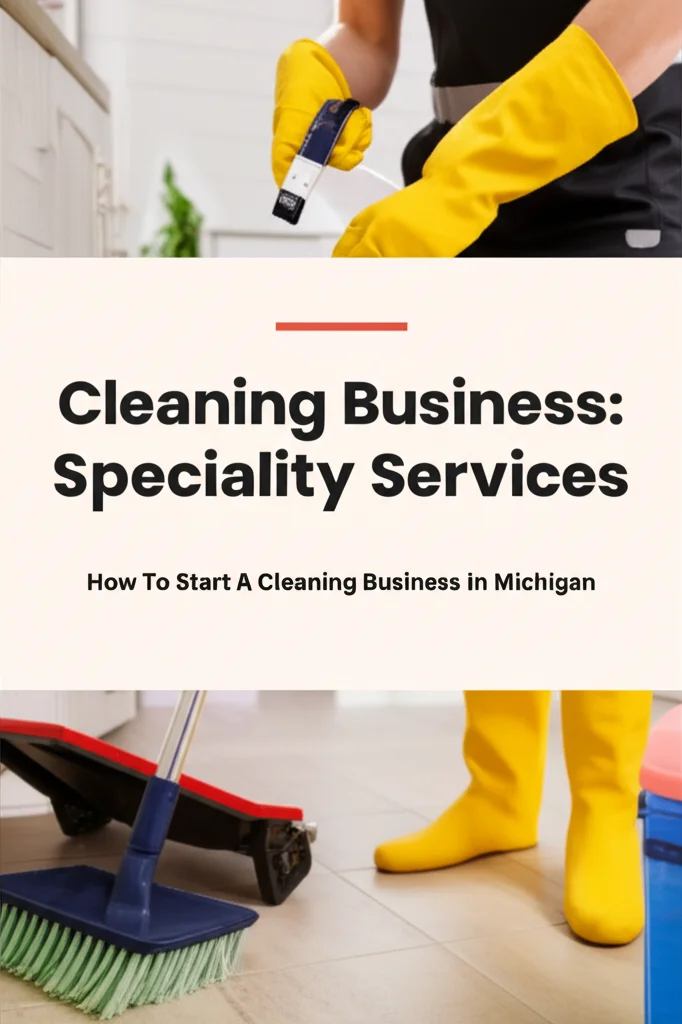 Cleaning Business:
Speciality Services
How To Start A Cleaning Business in Michigan